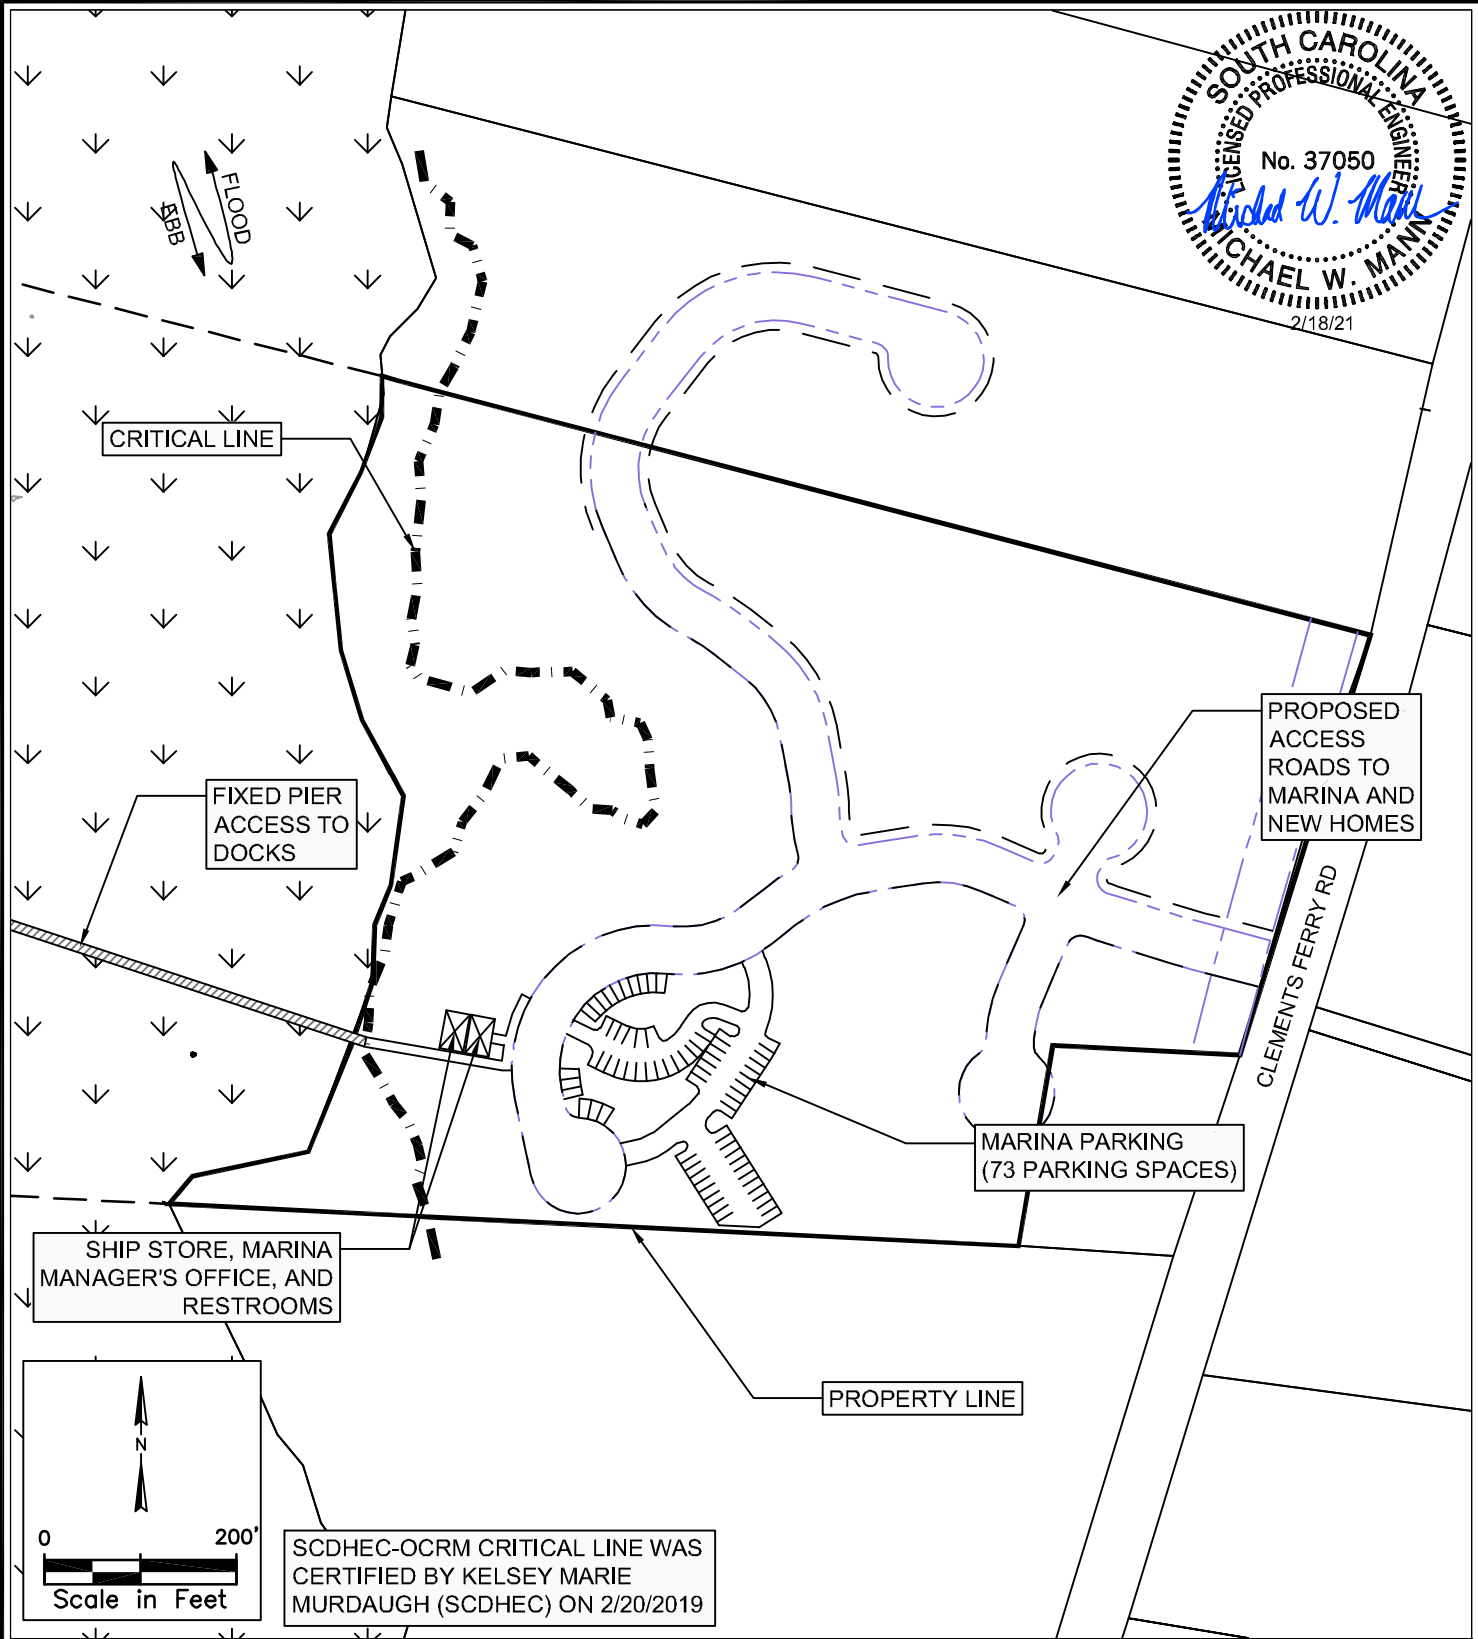 SOUTH CAROLINA
LICENSED PROFESSIONAL ENGINEER
No. 37050
Michael W. Mann
MICHAEL W. MANN
2/18/21
FLOOD
EBB
CRITICAL LINE
PROPOSED
ACCESS
ROADS TO
MARINA AND
NEW HOMES
FIXED PIER
ACCESS TO
DOCKS
CLEMENTS FERRY RD
MARINA PARKING
(73 PARKING SPACES)
SHIP STORE, MARINA
MANAGER'S OFFICE, AND
RESTROOMS
PROPERTY LINE
N
0 200'
Scale in Feet
SCDHEC-OCRM CRITICAL LINE WAS
CERTIFIED BY KELSEY MARIE
MURDAUGH (SCDHEC) ON 2/20/2019